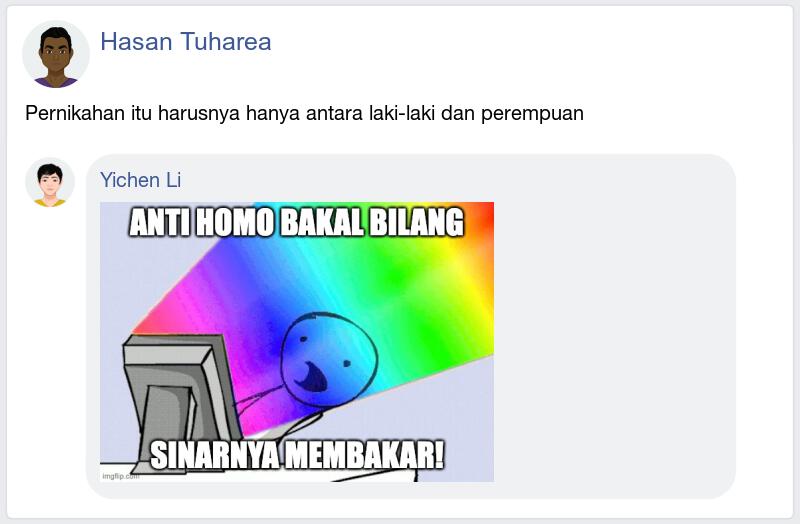 Hasan Tuharea
Pernikahan itu harusnya hanya antara laki-laki dan perempuan
Yichen Li
ANTI HOMO BAKAL BILANG
SINARNYA MEMBAKAR!
imgflip.com